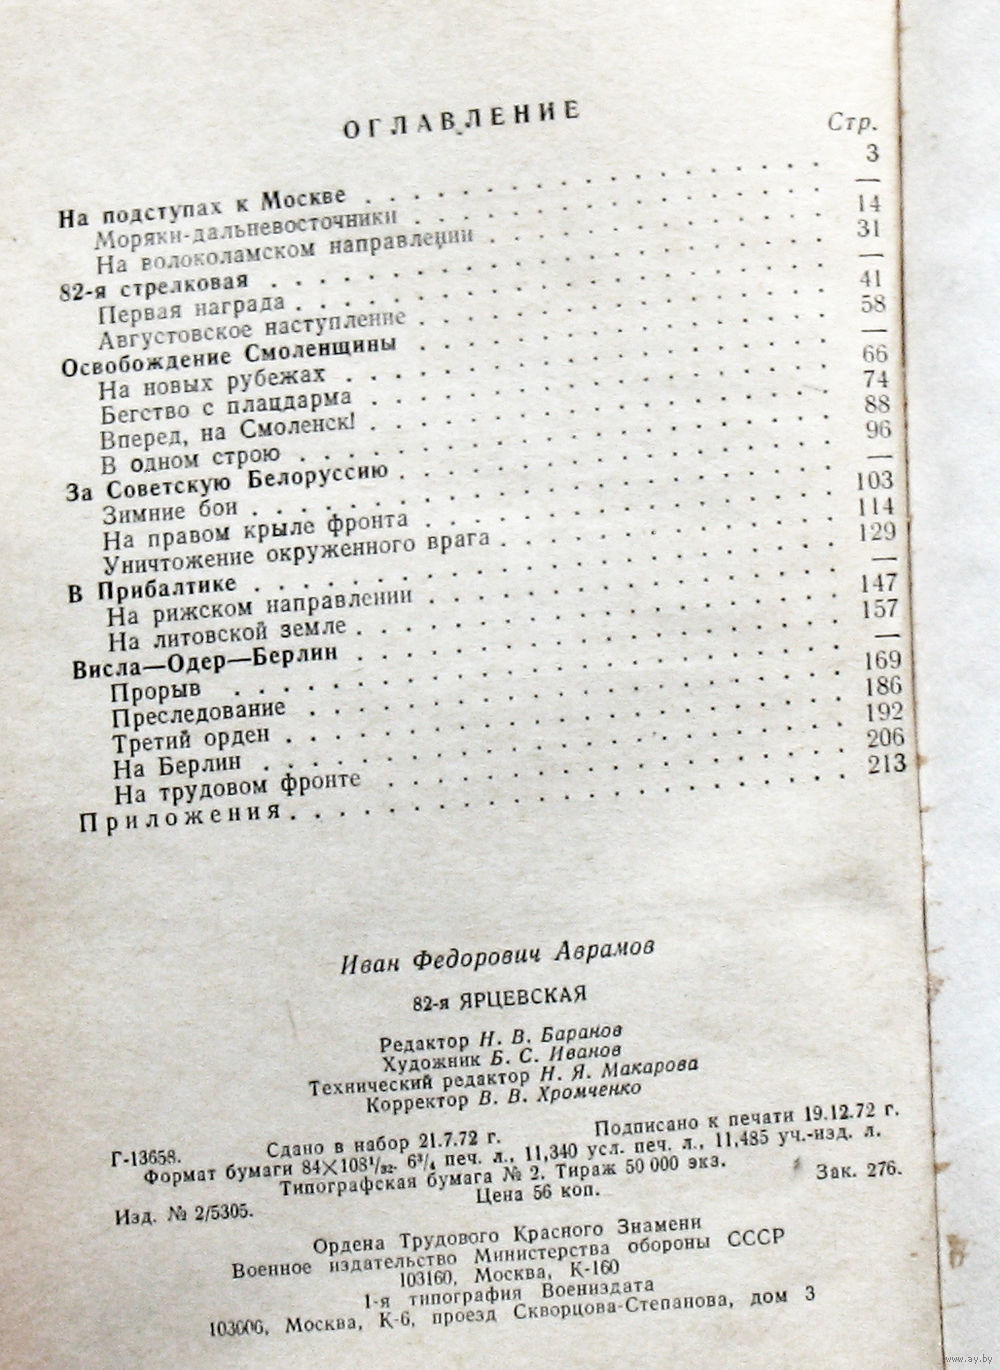 ОГЛАВЛЕНИЕ
Стр.
На подступах к Москве . . . . . . . . . . . . . . . . . . . 3
Моряки-дальневосточники . . . . . . . . . . . . . . . . . —
На волоколамском направлении . . . . . . . . . . . . . . 14
82-я стрелковая . . . . . . . . . . . . . . . . . . . . . . . 31
Первая награда . . . . . . . . . . . . . . . . . . . . . . —
Августовское наступление . . . . . . . . . . . . . . . . . 41
Освобождение Смоленщины . . . . . . . . . . . . . . . . . 58
На новых рубежах . . . . . . . . . . . . . . . . . . . . —
Бегство с плацдарма . . . . . . . . . . . . . . . . . . . 66
Вперед, на Смоленск! . . . . . . . . . . . . . . . . . . . 74
В одном строю . . . . . . . . . . . . . . . . . . . . . . 88
За Советскую Белоруссию . . . . . . . . . . . . . . . . . . 96
Зимние бои . . . . . . . . . . . . . . . . . . . . . . . . —
На правом крыле фронта . . . . . . . . . . . . . . . . . 103
Уничтожение окруженного врага . . . . . . . . . . . . . . 114
В Прибалтике . . . . . . . . . . . . . . . . . . . . . . . . 129
На рижском направлении . . . . . . . . . . . . . . . . . —
На литовской земле . . . . . . . . . . . . . . . . . . . . 147
Висла—Одер—Берлин . . . . . . . . . . . . . . . . . . . . 157
Прорыв . . . . . . . . . . . . . . . . . . . . . . . . . . —
Преследование . . . . . . . . . . . . . . . . . . . . . . 169
Третий орден . . . . . . . . . . . . . . . . . . . . . . . 186
На Берлин . . . . . . . . . . . . . . . . . . . . . . . . 192
На трудовом фронте . . . . . . . . . . . . . . . . . . . 206
Приложения . . . . . . . . . . . . . . . . . . . . . . . 213
Иван Федорович Аврамов
82-я ЯРЦЕВСКАЯ
Редактор Н. В. Баранов
Художник Б. С. Иванов
Технический редактор Н. Я. Макарова
Корректор В. В. Хромченко
Г-13658. Сдано в набор 21.7.72 г. Подписано к печати 19.12.72 г.
Формат бумаги 84×108¹/₃₂. 6³/₄ печ. л., 11,340 усл. печ. л., 11,485 уч.-изд. л.
Типографская бумага № 2. Тираж 50 000 экз.
Изд. № 2/5305. Цена 56 коп. Зак. 276.
Ордена Трудового Красного Знамени
Военное издательство Министерства обороны СССР
103160, Москва, К-160
1-я типография Воениздата
103006, Москва, К-6, проезд Скворцова-Степанова, дом 3
www.ay.by